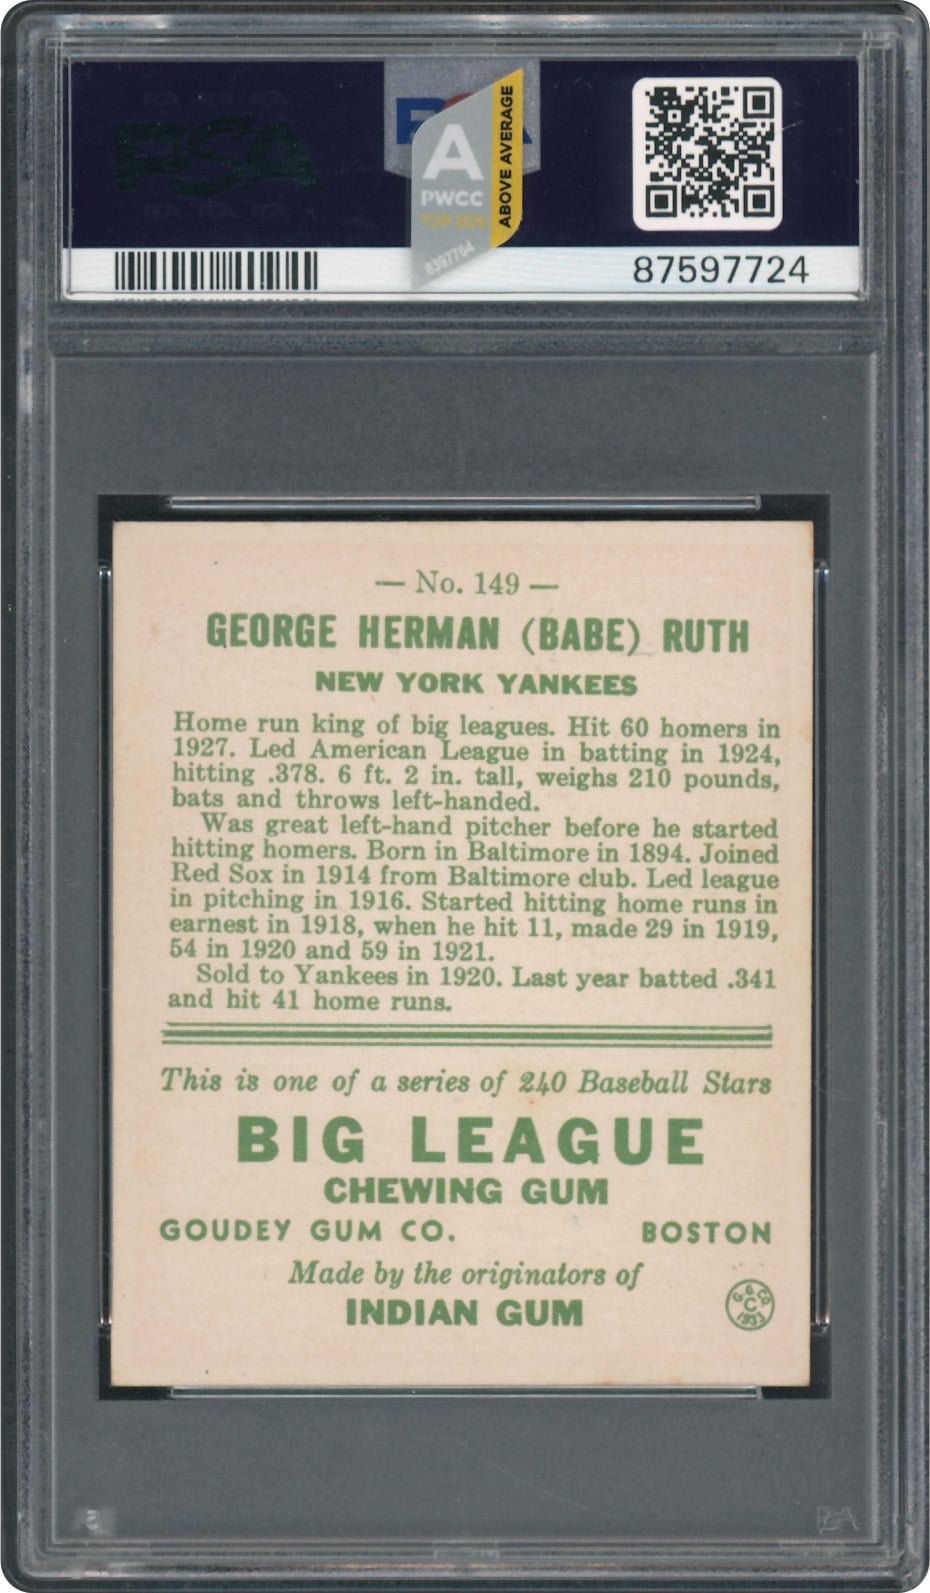 PSA
A
PWCC
ABOVE AVERAGE
8397764
87597724
— No. 149 —
GEORGE HERMAN (BABE) RUTH
NEW YORK YANKEES
Home run king of big leagues. Hit 60 homers in
1927. Led American League in batting in 1924,
hitting .378. 6 ft. 2 in. tall, weighs 210 pounds,
bats and throws left-handed.
Was great left-hand pitcher before he started
hitting homers. Born in Baltimore in 1894. Joined
Red Sox in 1914 from Baltimore club. Led league
in pitching in 1916. Started hitting home runs in
earnest in 1918, when he hit 11, made 29 in 1919,
54 in 1920 and 59 in 1921.
Sold to Yankees in 1920. Last year batted .341
and hit 41 home runs.
This is one of a series of 240 Baseball Stars
BIG LEAGUE
CHEWING GUM
GOUDEY GUM CO. BOSTON
Made by the originators of
INDIAN GUM
G. G. CO.
C
1933
PSA